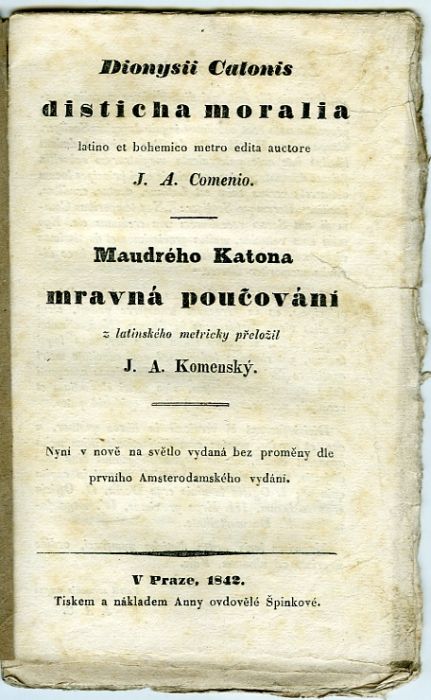 Dionysii Catonis
disticha moralia
latino et bohemico metro edita auctore
J. A. Comenio.
Maudrého Katona
mravná poučování
z latinského metricky přeložil
J. A. Komenský.
Nyní v nově na světlo vydaná bez proměny dle
prvního Amsterodamského vydání.
V Praze, 1842.
Tiskem a nákladem Anny ovdovělé Špinkové.